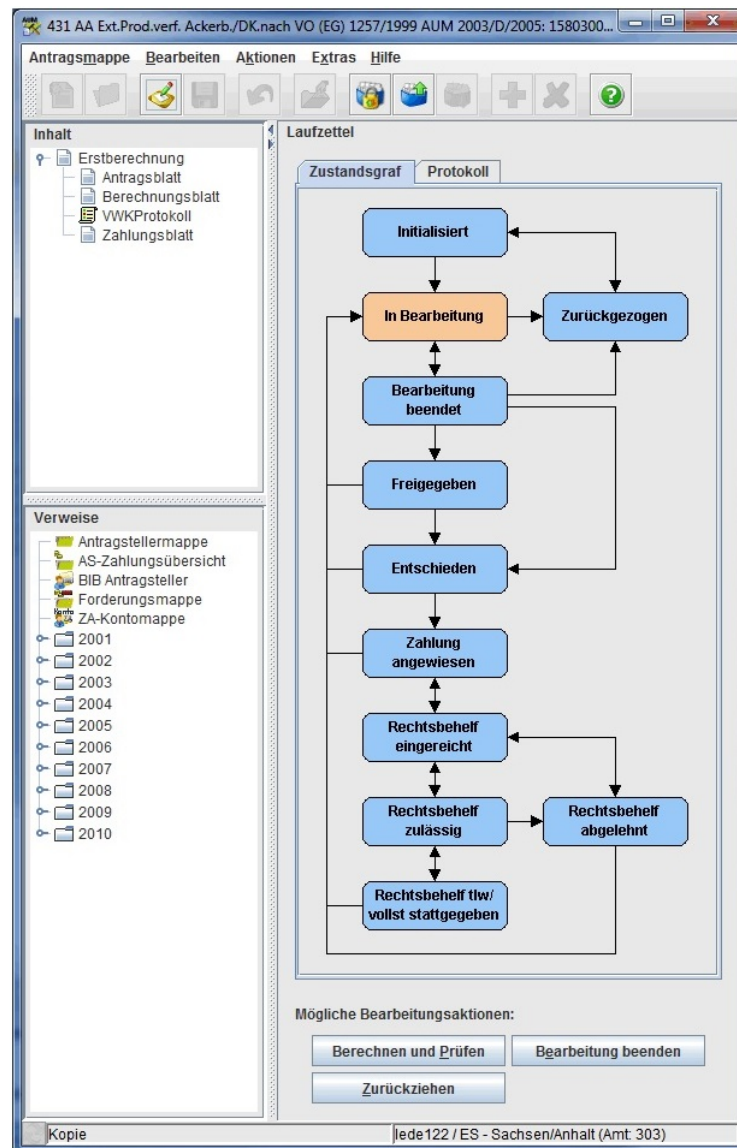 431 AA Ext.Prod.verf. Ackerb./DK.nach VO (EG) 1257/1999 AUM 2003/D/2005: 1580300...
Antragsmappe Bearbeiten Aktionen Extras Hilfe
Inhalt
Erstberechnung
Antragsblatt
Berechnungsblatt
VWKProtokoll
Zahlungsblatt
Verweise
Antragstellermappe
AS-Zahlungsübersicht
BIB Antragsteller
Forderungsmappe
ZA-Kontomappe
2001
2002
2003
2004
2005
2006
2007
2008
2009
2010
Laufzettel
Zustandsgraf Protokoll
Initialisiert
In Bearbeitung
Zurückgezogen
Bearbeitung
beendet
Freigegeben
Entschieden
Zahlung
angewiesen
Rechtsbehelf
eingereicht
Rechtsbehelf
zulässig
Rechtsbehelf
abgelehnt
Rechtsbehelf tlw/
vollst stattgegeben
Mögliche Bearbeitungsaktionen:
Berechnen und Prüfen
Bearbeitung beenden
Zurückziehen
Kopie
lede122 / ES - Sachsen/Anhalt (Amt: 303)